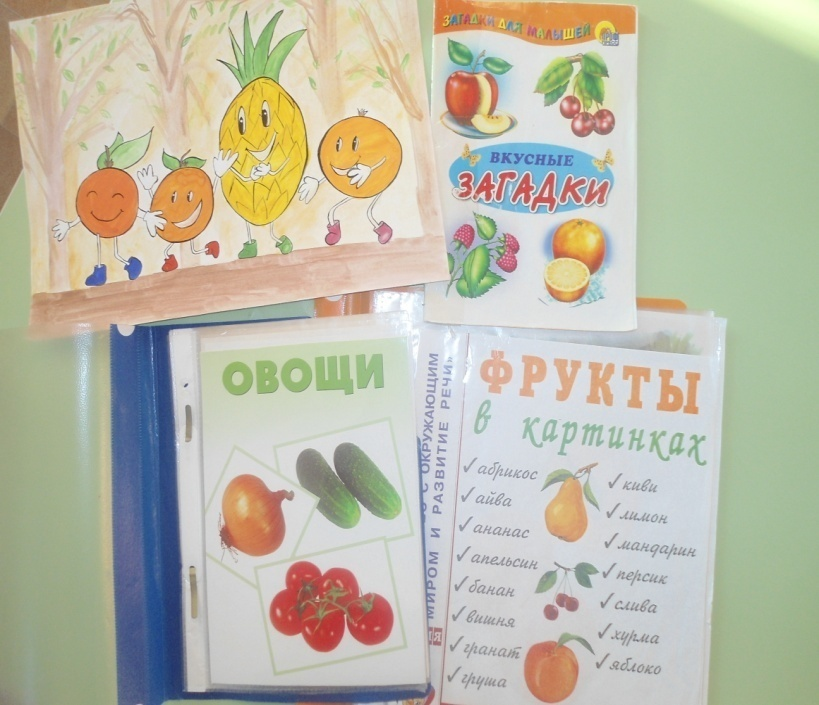 ЗАГАДКИ ДЛЯ МАЛЫШЕЙ
ВКУСНЫЕ
ЗАГАДКИ
ОВОЩИ
С ОКРУЖАЮЩИМ
МИРОМ И РАЗВИТИЕ РЕЧИ
ФРУКТЫ
в картинках
✓абрикос
✓айва
✓ананас
✓апельсин
✓банан
✓вишня
✓гранат
✓груша
✓киви
✓лимон
✓мандарин
✓персик
✓слива
✓хурма
✓яблоко